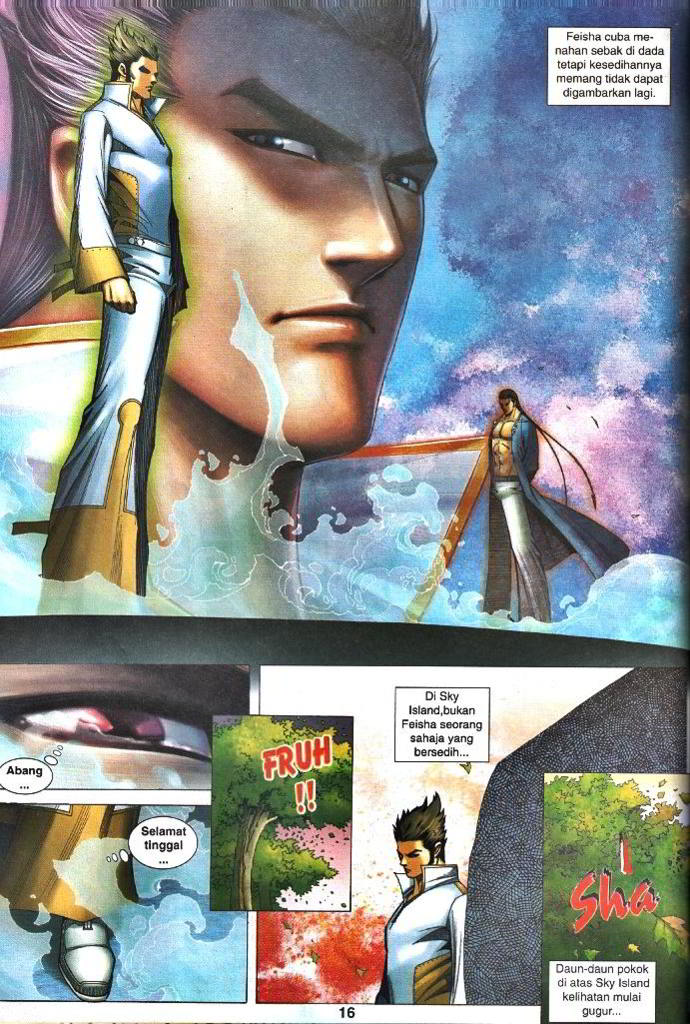 Feisha cuba me-
nahan sebak di dada
tetapi kesedihannya
memang tidak dapat
digambarkan lagi.
Abang
...
Selamat
tinggal
...
FRUH
!!
Di Sky
Island,bukan
Feisha seorang
sahaja yang
bersedih...
Sha
Daun-daun pokok
di atas Sky Island
kelihatan mulai
gugur...
16